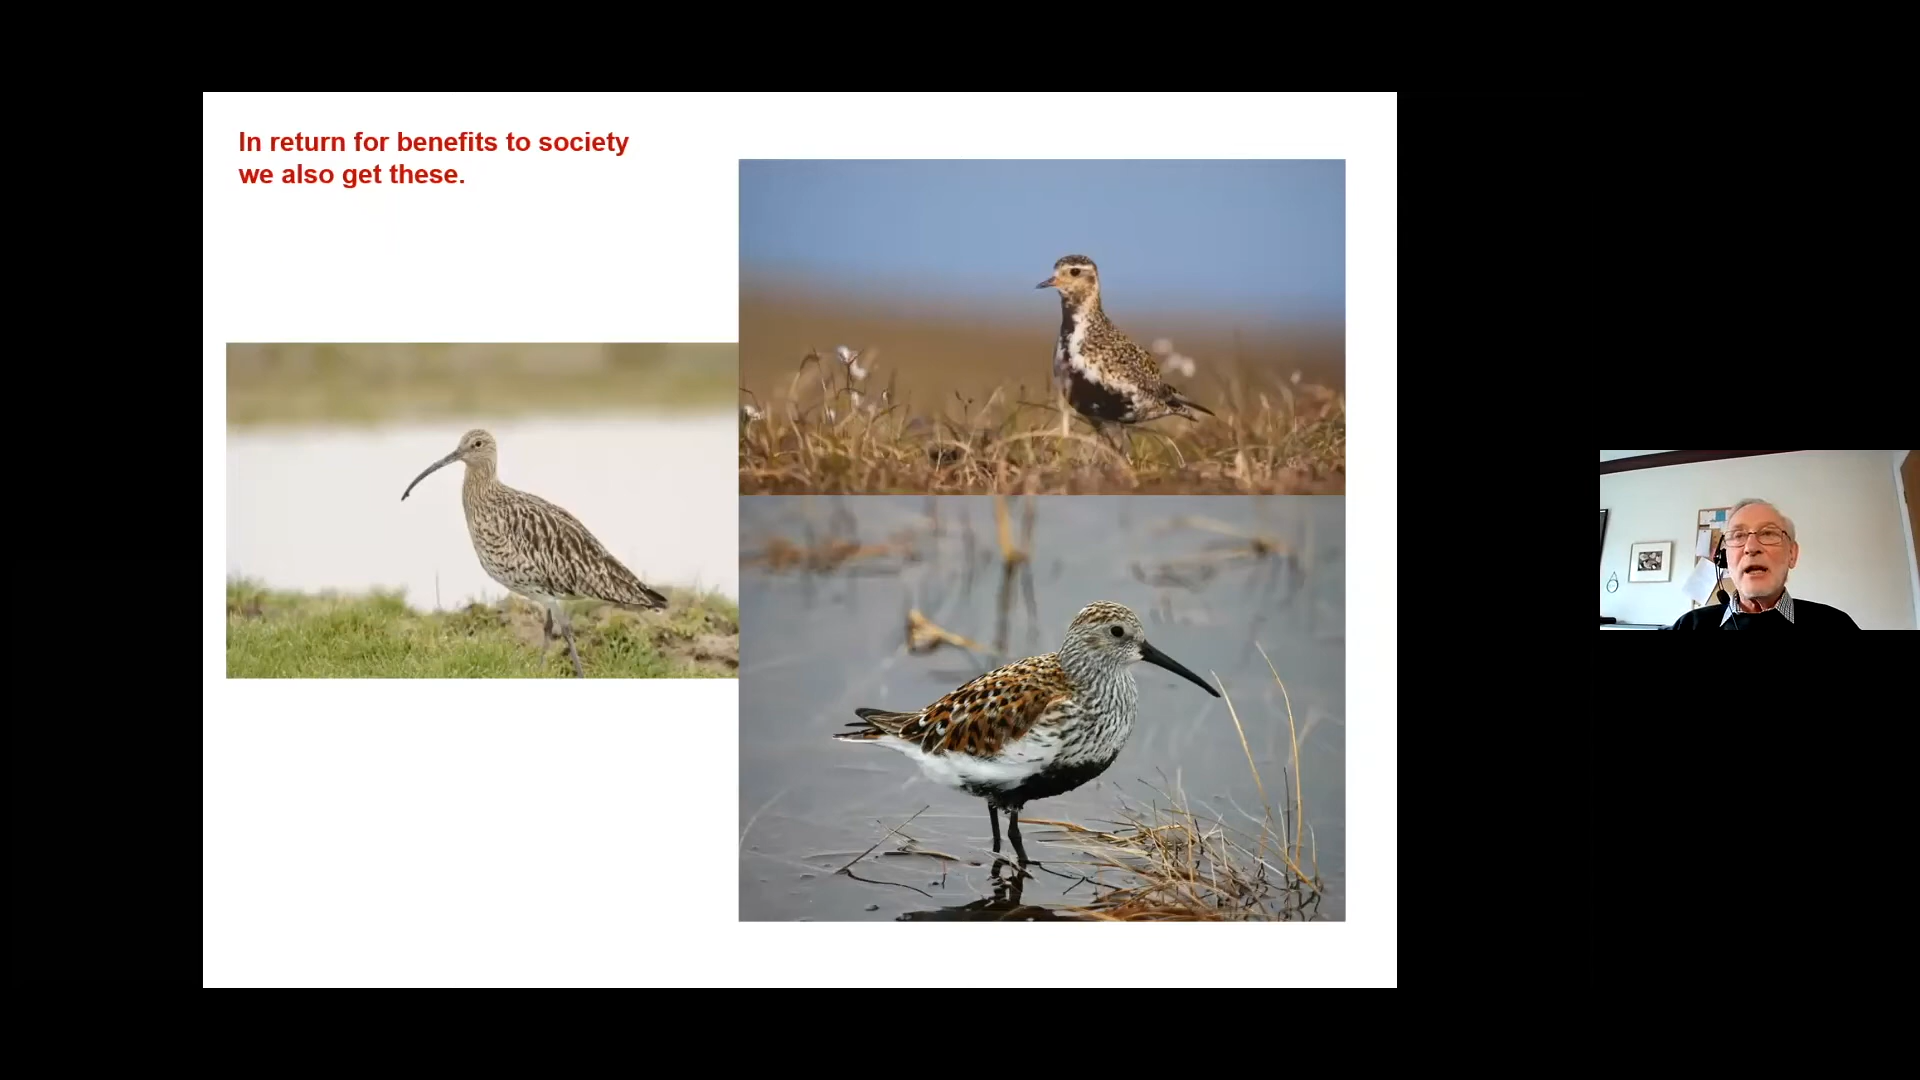 In return for benefits to society
we also get these.